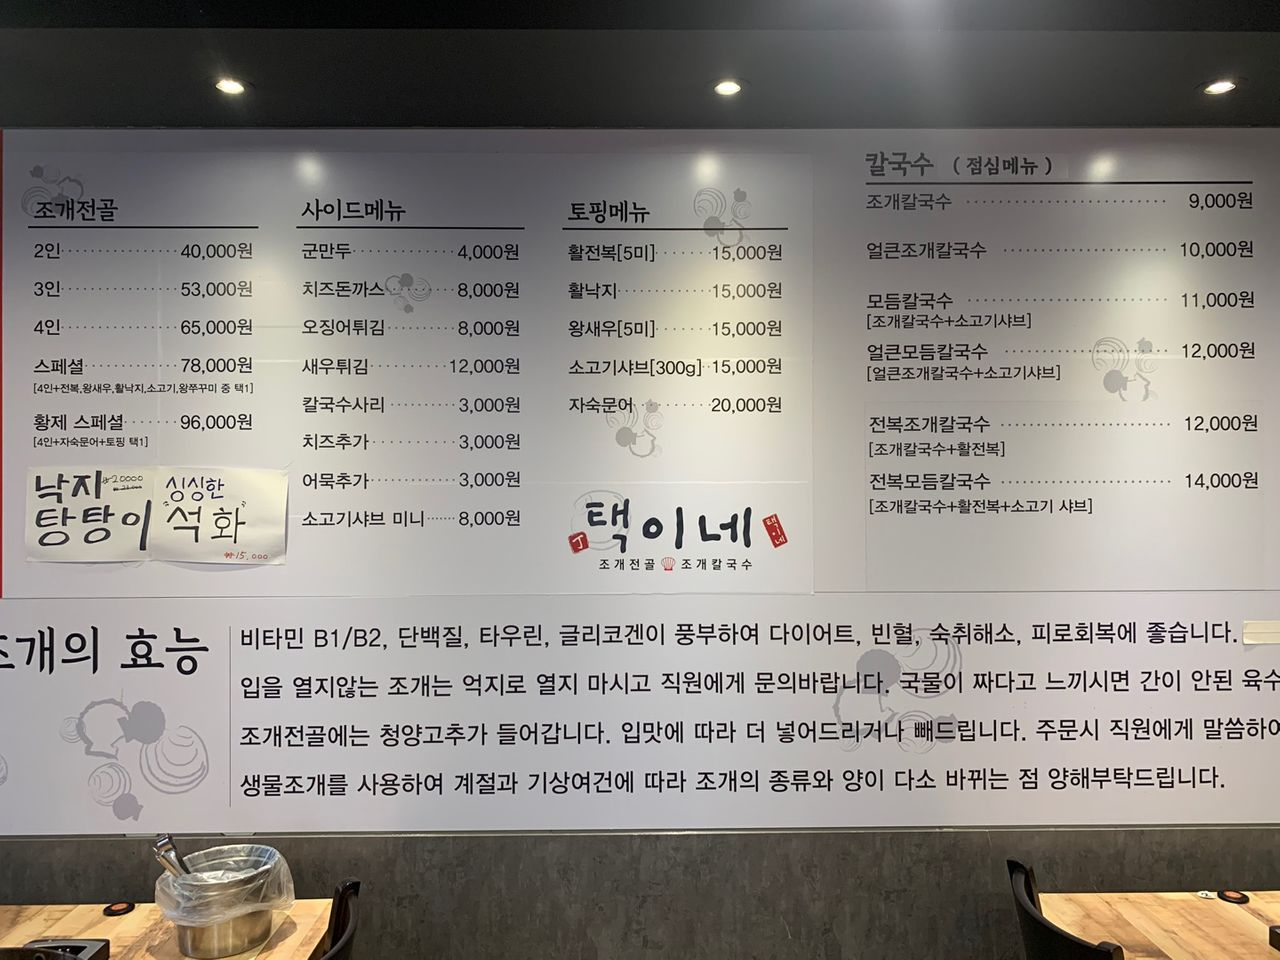 조개전골
2인 40,000원
3인 53,000원
4인 65,000원
스페셜 78,000원
[4인+전복,왕새우,활낙지,소고기,왕쭈꾸미 중 택1]
황제 스페셜 96,000원
[4인+자숙문어+토핑 택1]
낙지
탕탕이
₩20000
싱싱한
"석화"
₩15,000
사이드메뉴
군만두 4,000원
치즈돈까스 8,000원
오징어튀김 8,000원
새우튀김 12,000원
칼국수사리 3,000원
치즈추가 3,000원
어묵추가 3,000원
소고기샤브 미니 8,000원
토핑메뉴
활전복[5미] 15,000원
활낙지 15,000원
왕새우[5미] 15,000원
소고기샤브[300g] 15,000원
자숙문어 20,000원
택이네
택이네
조개전골 조개칼국수
칼국수 (점심메뉴)
조개칼국수 9,000원
얼큰조개칼국수 10,000원
모듬칼국수 11,000원
[조개칼국수+소고기샤브]
얼큰모듬칼국수 12,000원
[얼큰조개칼국수+소고기샤브]
전복조개칼국수 12,000원
[조개칼국수+활전복]
전복모듬칼국수 14,000원
[조개칼국수+활전복+소고기 샤브]
조개의 효능
비타민 B1/B2, 단백질, 타우린, 글리코겐이 풍부하여 다이어트, 빈혈, 숙취해소, 피로회복에 좋습니다.
입을 열지않는 조개는 억지로 열지 마시고 직원에게 문의바랍니다. 국물이 짜다고 느끼시면 간이 안된 육수
조개전골에는 청양고추가 들어갑니다. 입맛에 따라 더 넣어드리거나 빼드립니다. 주문시 직원에게 말씀하여
생물조개를 사용하여 계절과 기상여건에 따라 조개의 종류와 양이 다소 바뀌는 점 양해부탁드립니다.